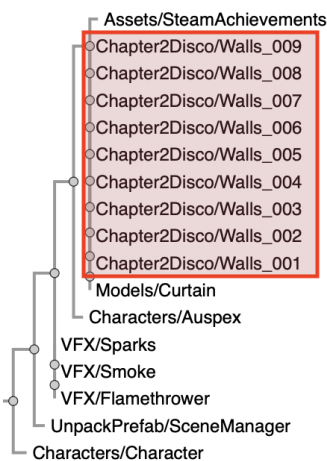 Assets/SteamAchievements
Chapter2Disco/Walls_009
Chapter2Disco/Walls_008
Chapter2Disco/Walls_007
Chapter2Disco/Walls_006
Chapter2Disco/Walls_005
Chapter2Disco/Walls_004
Chapter2Disco/Walls_003
Chapter2Disco/Walls_002
Chapter2Disco/Walls_001
Models/Curtain
Characters/Auspex
VFX/Sparks
VFX/Smoke
VFX/Flamethrower
UnpackPrefab/SceneManager
Characters/Character